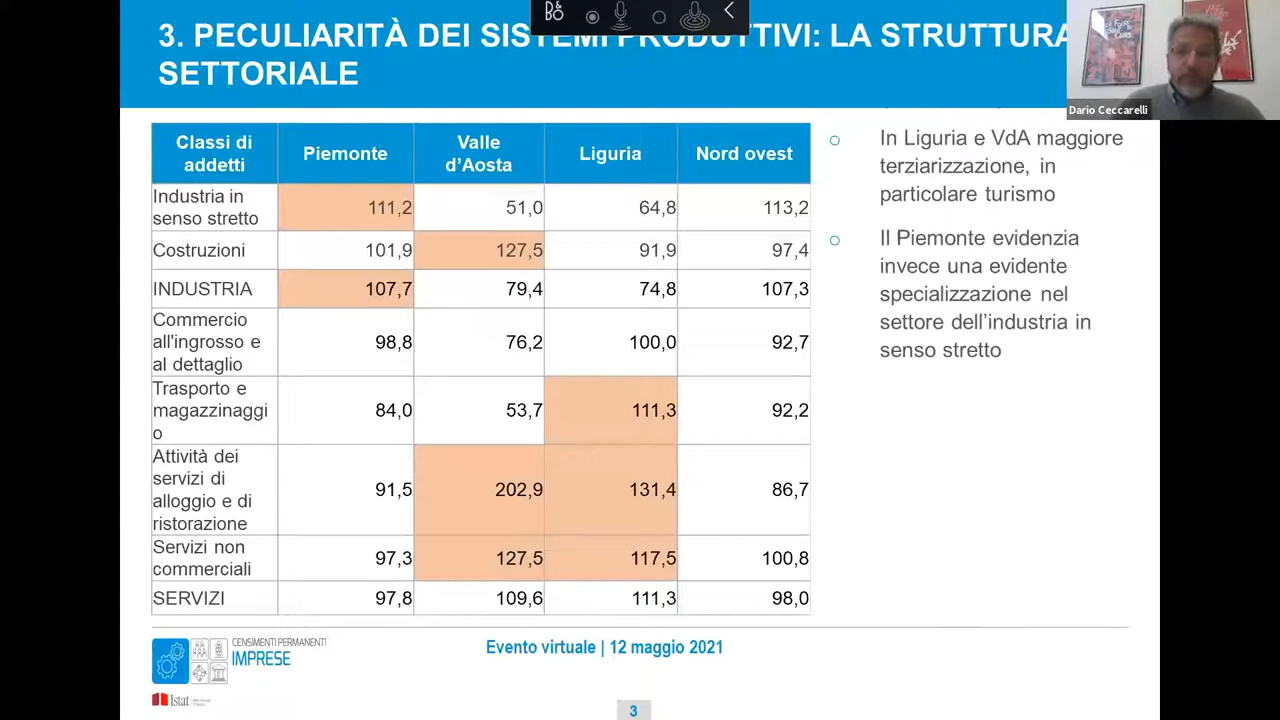 3. PECULIARITÀ DEI SISTEMI PRODUTTIVI: LA STRUTTURA
SETTORIALE
B&O
Dario Ceccarelli
Classi di addetti Piemonte Valle d'Aosta Liguria Nord ovest
Industria in senso stretto 111,2 51,0 64,8 113,2
Costruzioni 101,9 127,5 91,9 97,4
INDUSTRIA 107,7 79,4 74,8 107,3
Commercio all'ingrosso e al dettaglio 98,8 76,2 100,0 92,7
Trasporto e magazzinaggio 84,0 53,7 111,3 92,2
Attività dei servizi di alloggio e di ristorazione 91,5 202,9 131,4 86,7
Servizi non commerciali 97,3 127,5 117,5 100,8
SERVIZI 97,8 109,6 111,3 98,0
In Liguria e VdA maggiore
terziarizzazione, in
particolare turismo
Il Piemonte evidenzia
invece una evidente
specializzazione nel
settore dell'industria in
senso stretto
CENSIMENTI PERMANENTI
IMPRESE
Istat
Evento virtuale | 12 maggio 2021
3